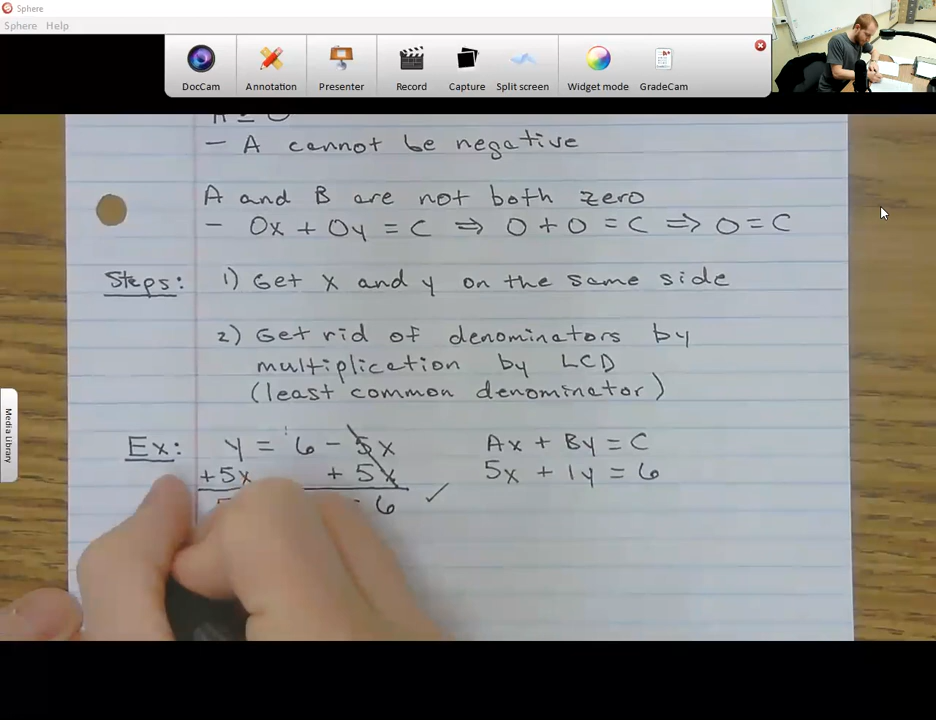 Sphere
Sphere Help
DocCam Annotation Presenter Record Capture Split screen Widget mode GradeCam
Media Library
- A cannot be negative
A and B are not both zero
- 0x + 0y = C ⇒ 0 + 0 = C ⇒ 0 = C
Steps: 1) Get x and y on the same side
2) Get rid of denominators by
multiplication by LCD
(least common denominator)
Ex: y = 6 - 5x Ax + By = C
+5x + 5x 5x + 1y = 6
= 6 ✓